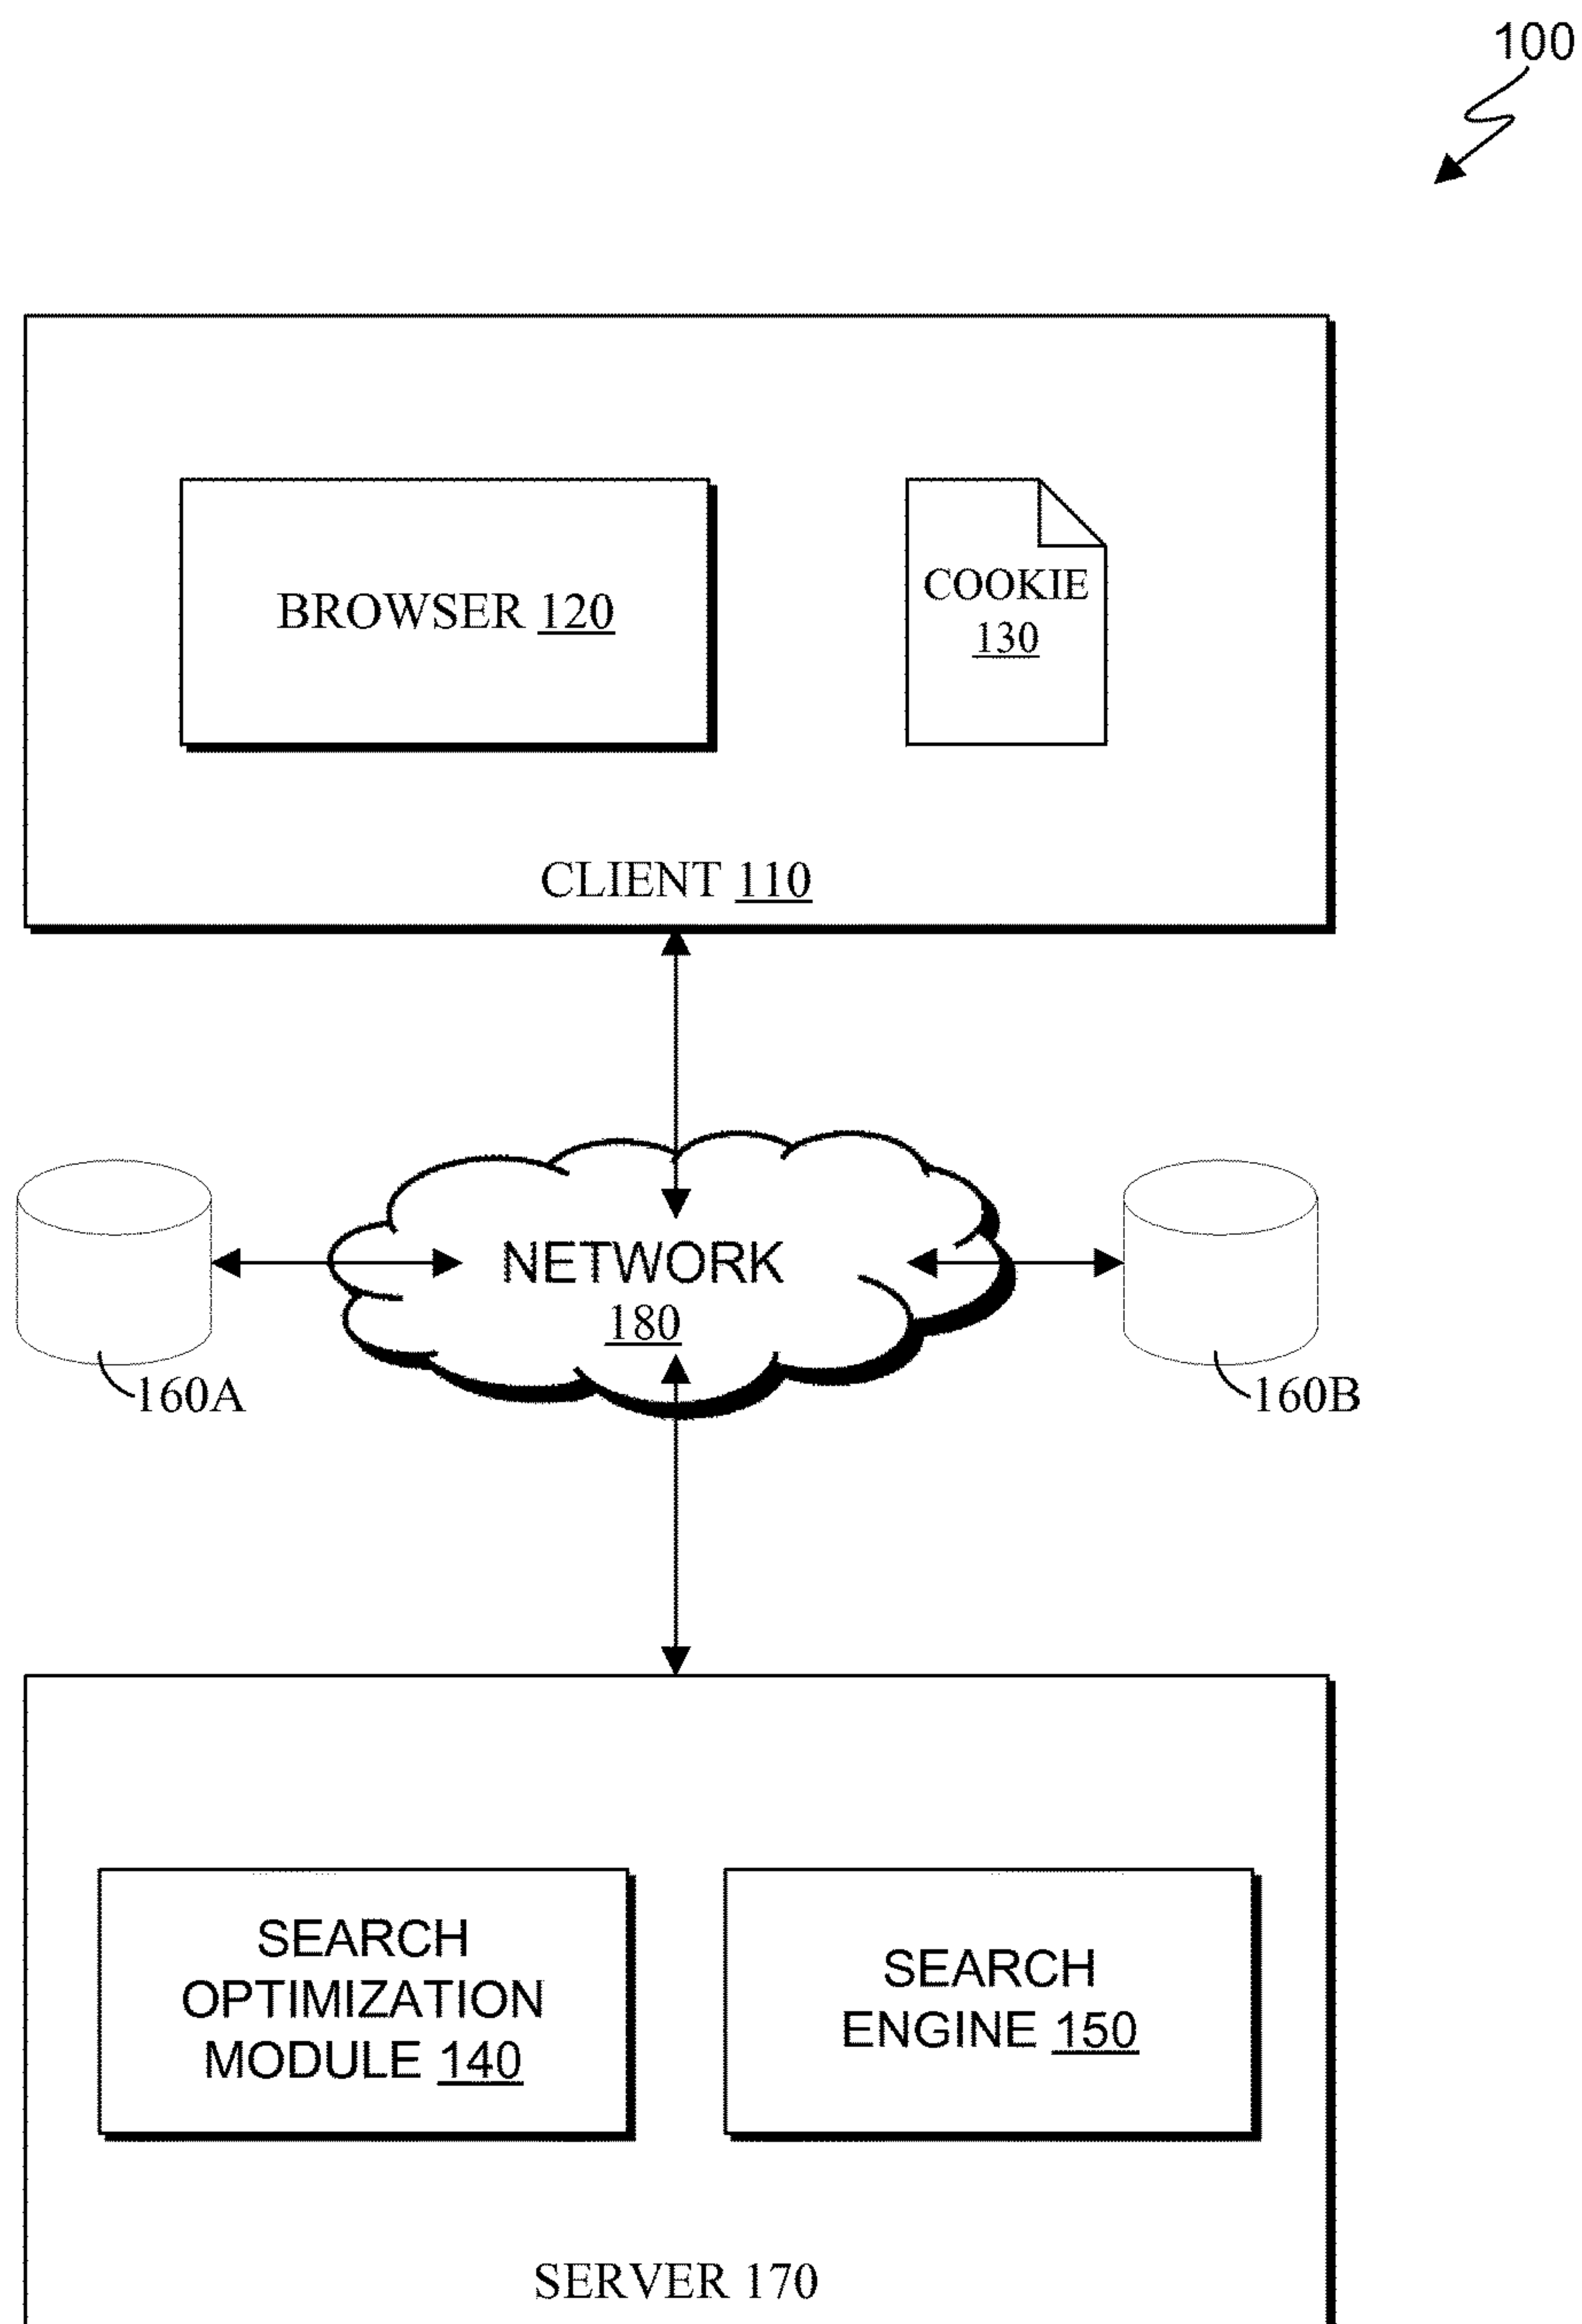 100
BROWSER 120
COOKIE
130
CLIENT 110
NETWORK
180
160A
160B
SEARCH
OPTIMIZATION
MODULE 140
SEARCH
ENGINE 150
SERVER 170